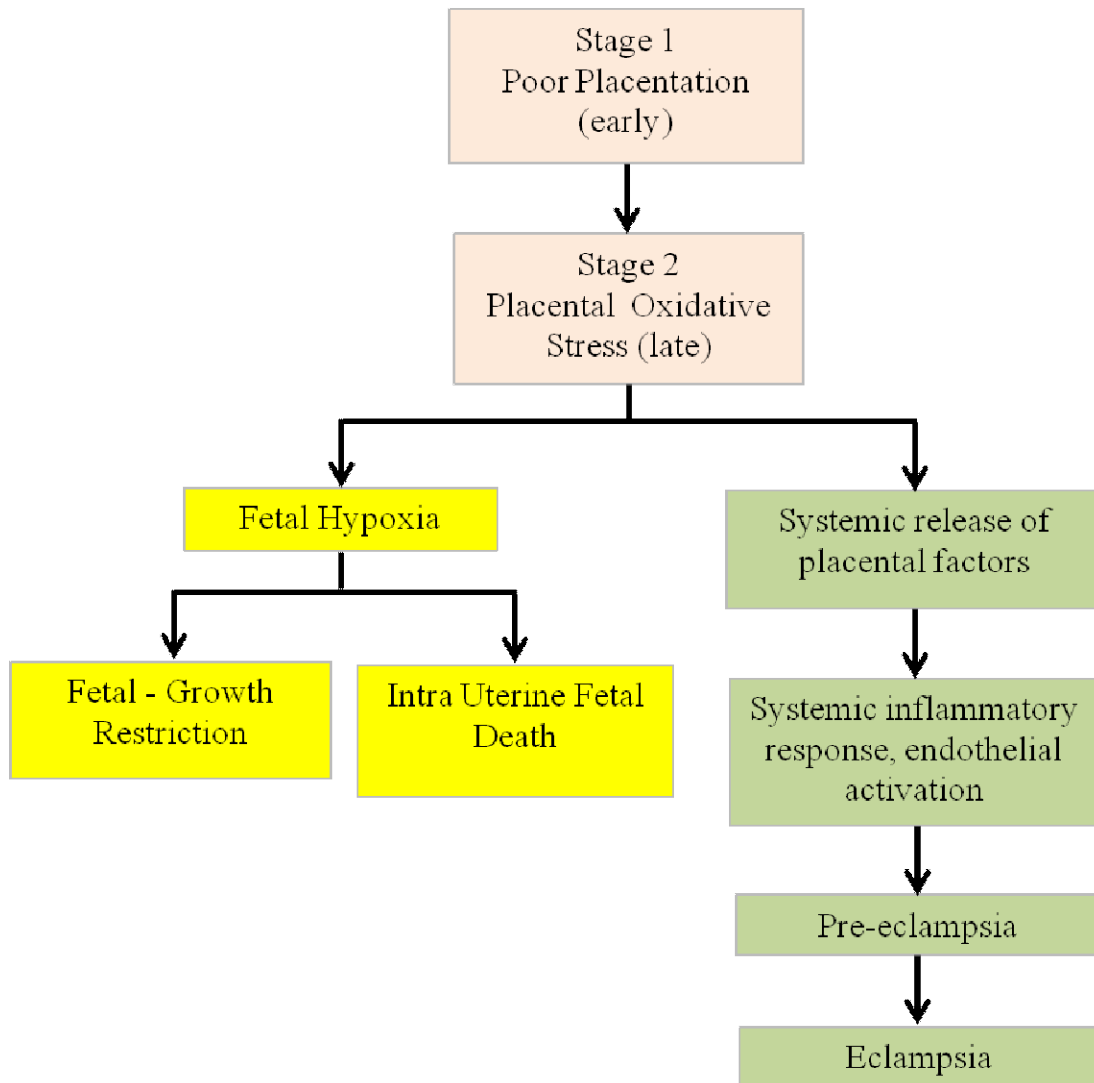 Stage 1
Poor Placentation
(early)
Stage 2
Placental Oxidative
Stress (late)
Fetal Hypoxia
Systemic release of
placental factors
Fetal - Growth
Restriction
Intra Uterine Fetal
Death
Systemic inflammatory
response, endothelial
activation
Pre-eclampsia
Eclampsia